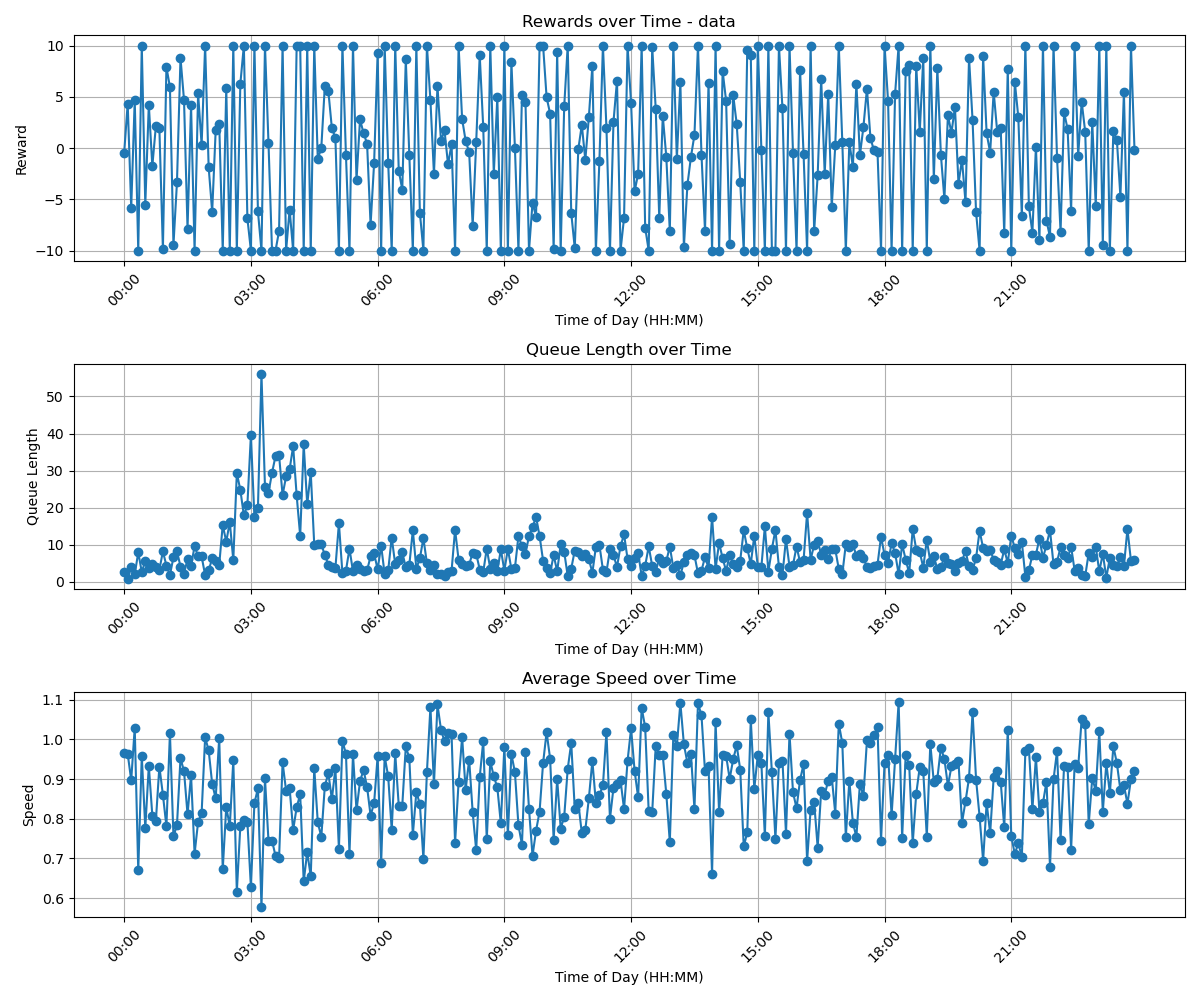 Rewards over Time - data
Reward
10
5
0
−5
−10
00:00 03:00 06:00 09:00 12:00 15:00 18:00 21:00
Time of Day (HH:MM)
Queue Length over Time
Queue Length
50
40
30
20
10
0
00:00 03:00 06:00 09:00 12:00 15:00 18:00 21:00
Time of Day (HH:MM)
Average Speed over Time
Speed
1.1
1.0
0.9
0.8
0.7
0.6
00:00 03:00 06:00 09:00 12:00 15:00 18:00 21:00
Time of Day (HH:MM)